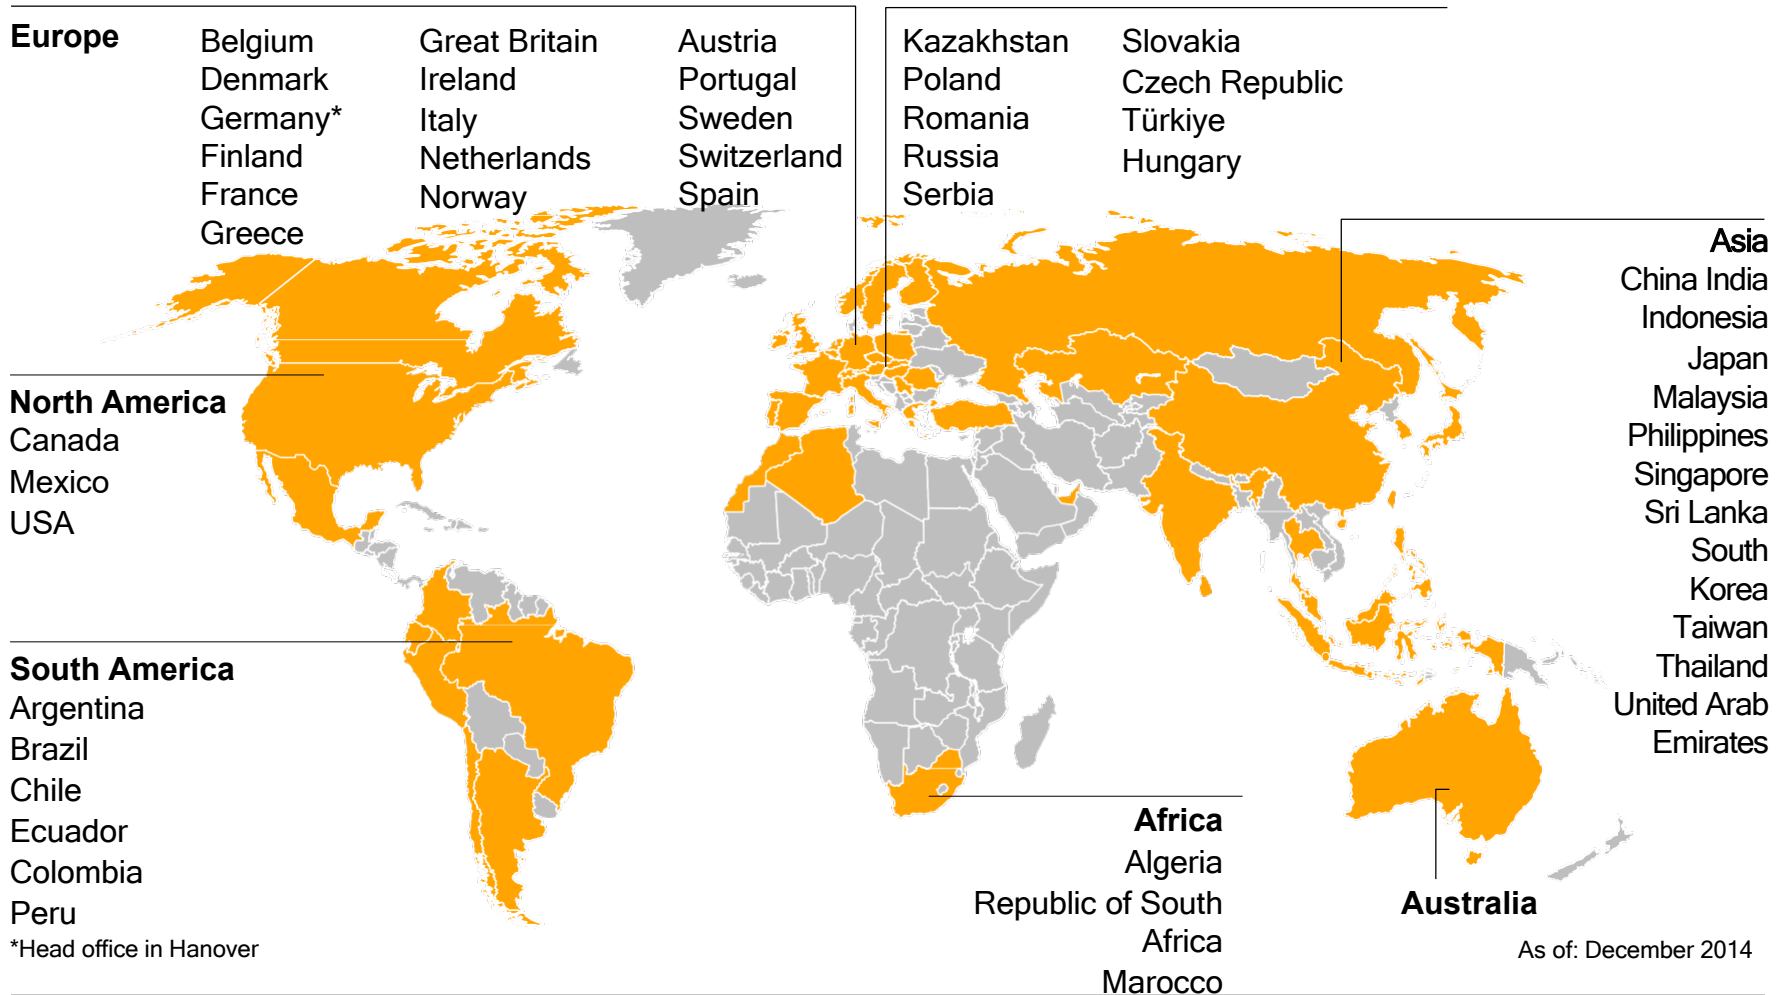 Europe
Belgium
Denmark
Germany*
Finland
France
Greece
Great Britain
Ireland
Italy
Netherlands
Norway
Austria
Portugal
Sweden
Switzerland
Spain
Kazakhstan
Poland
Romania
Russia
Serbia
Slovakia
Czech Republic
Türkiye
Hungary
Asia
China India
Indonesia
Japan
Malaysia
Philippines
Singapore
Sri Lanka
South
Korea
Taiwan
Thailand
United Arab
Emirates
North America
Canada
Mexico
USA
South America
Argentina
Brazil
Chile
Ecuador
Colombia
Peru
*Head office in Hanover
Africa
Algeria
Republic of South
Africa
Marocco
Australia
As of: December 2014